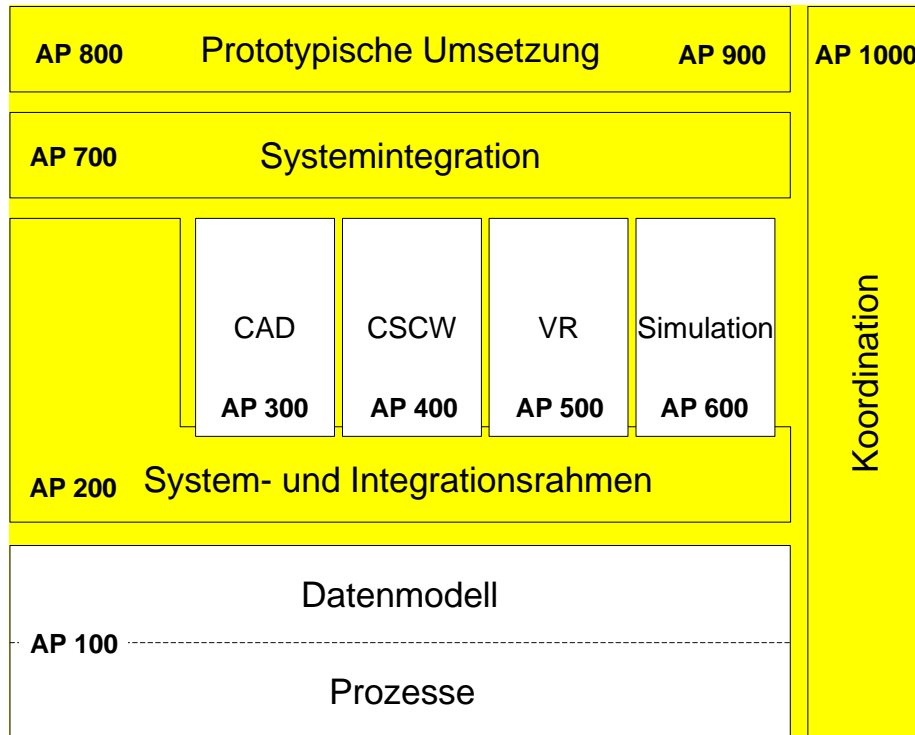 AP 800 Prototypische Umsetzung AP 900
AP 1000
AP 700 Systemintegration
CAD CSCW VR Simulation
AP 300 AP 400 AP 500 AP 600
Koordination
AP 200 System- und Integrationsrahmen
Datenmodell
AP 100
Prozesse